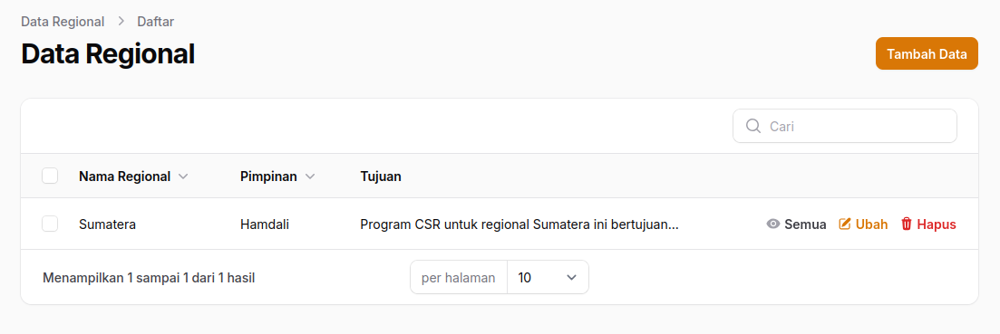 Data Regional > Daftar
Data Regional
Tambah Data
Cari
Nama Regional Pimpinan Tujuan
Sumatera Hamdali Program CSR untuk regional Sumatera ini bertujuan... Semua Ubah Hapus
Menampilkan 1 sampai 1 dari 1 hasil per halaman 10